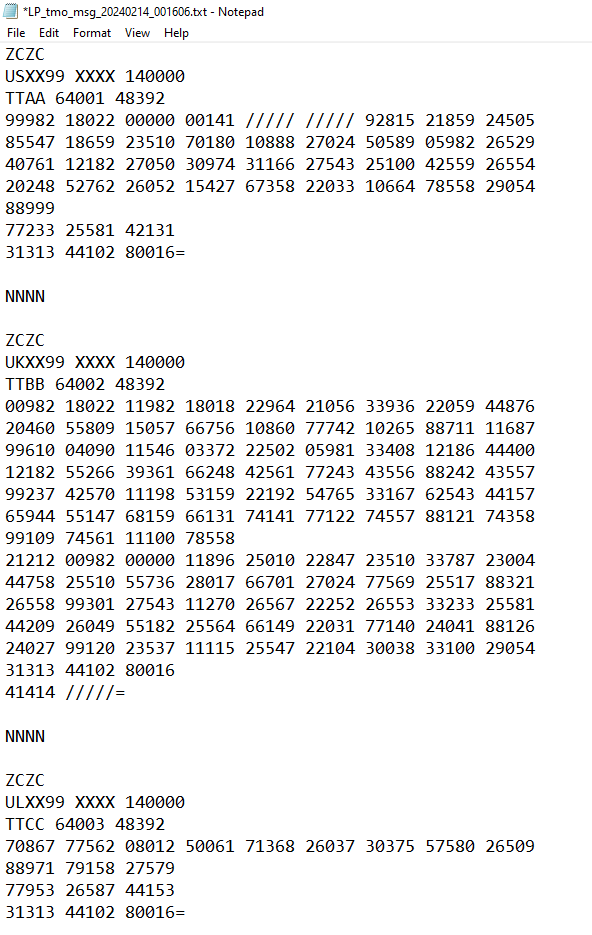 *LP_tmo_msg_20240214_001606.txt - Notepad
File Edit Format View Help
ZCZC
USXX99 XXXX 140000
TTAA 64001 48392
99982 18022 00000 00141 ///// ///// 92815 21859 24505
85547 18659 23510 70180 10888 27024 50589 05982 26529
40761 12182 27050 30974 31166 27543 25100 42559 26554
20248 52762 26052 15427 67358 22033 10664 78558 29054
88999
77233 25581 42131
31313 44102 80016=
NNNN
ZCZC
UKXX99 XXXX 140000
TTBB 64002 48392
00982 18022 11982 18018 22964 21056 33936 22059 44876
20460 55809 15057 66756 10860 77742 10265 88711 11687
99610 04090 11546 03372 22502 05981 33408 12186 44400
12182 55266 39361 66248 42561 77243 43556 88242 43557
99237 42570 11198 53159 22192 54765 33167 62543 44157
65944 55147 68159 66131 74141 77122 74557 88121 74358
99109 74561 11100 78558
21212 00982 00000 11896 25010 22847 23510 33787 23004
44758 25510 55736 28017 66701 27024 77569 25517 88321
26558 99301 27543 11270 26567 22252 26553 33233 25581
44209 26049 55182 25564 66149 22031 77140 24041 88126
24027 99120 23537 11115 25547 22104 30038 33100 29054
31313 44102 80016
41414 /////=
NNNN
ZCZC
ULXX99 XXXX 140000
TTCC 64003 48392
70867 77562 08012 50061 71368 26037 30375 57580 26509
88971 79158 27579
77953 26587 44153
31313 44102 80016=